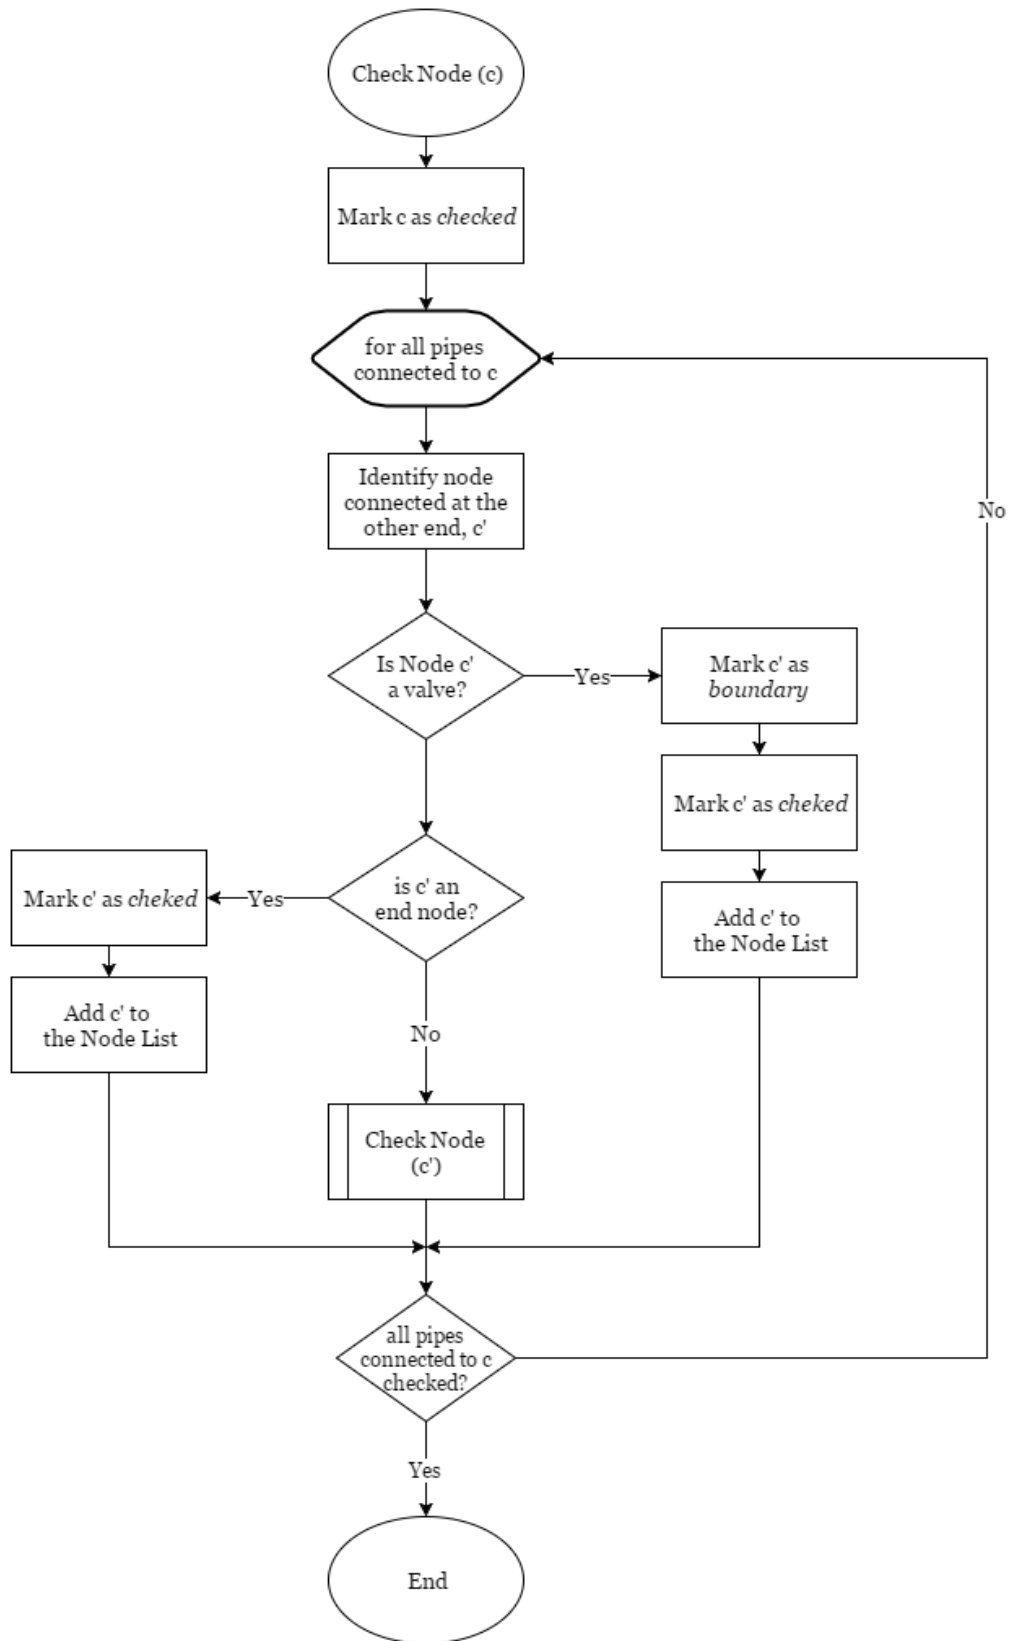 Check Node (c)
Mark c as checked
for all pipes
connected to c
Identify node
connected at the
other end, c'
No
Is Node c'
a valve?
Yes
Mark c' as
boundary
Mark c' as cheked
is c' an
end node?
Yes
Mark c' as cheked
Add c' to
the Node List
Add c' to
the Node List
No
Check Node
(c')
all pipes
connected to c
checked?
Yes
End